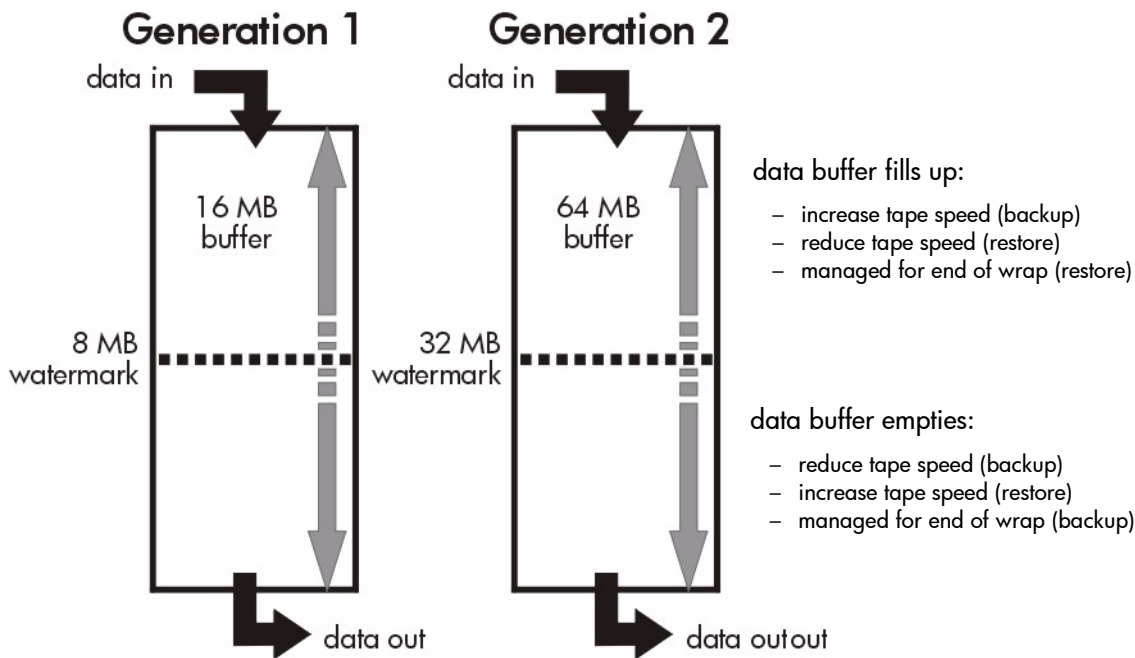 Generation 1
data in
16 MB
buffer
8 MB
watermark
data out
Generation 2
data in
64 MB
buffer
32 MB
watermark
data outout
data buffer fills up:
– increase tape speed (backup)
– reduce tape speed (restore)
– managed for end of wrap (restore)
data buffer empties:
– reduce tape speed (backup)
– increase tape speed (restore)
– managed for end of wrap (backup)